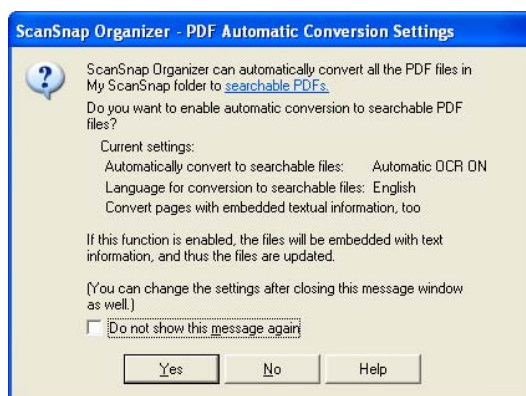 ScanSnap Organizer - PDF Automatic Conversion Settings
ScanSnap Organizer can automatically convert all the PDF files in
My ScanSnap folder to searchable PDFs.
Do you want to enable automatic conversion to searchable PDF
files?
Current settings:
Automatically convert to searchable files: Automatic OCR ON
Language for conversion to searchable files: English
Convert pages with embedded textual information, too
If this function is enabled, the files will be embedded with text
information, and thus the files are updated.
(You can change the settings after closing this message window
as well.)
Do not show this message again
Yes No Help